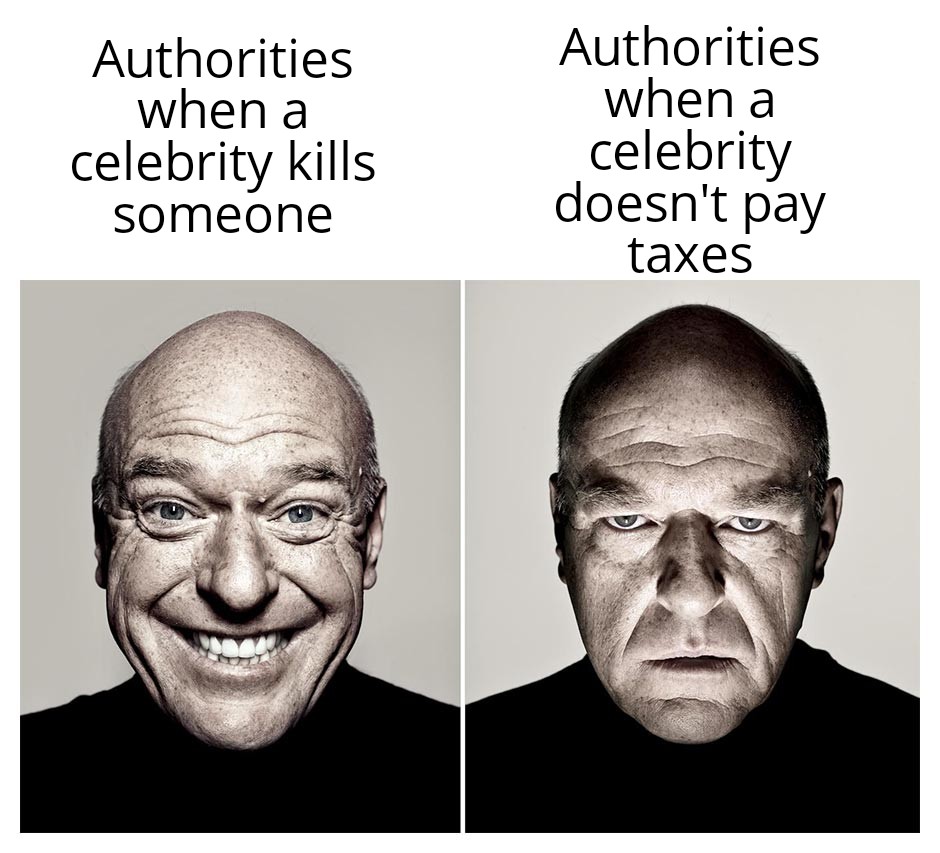 Authorities
when a
celebrity kills
someone
Authorities
when a
celebrity
doesn't pay
taxes